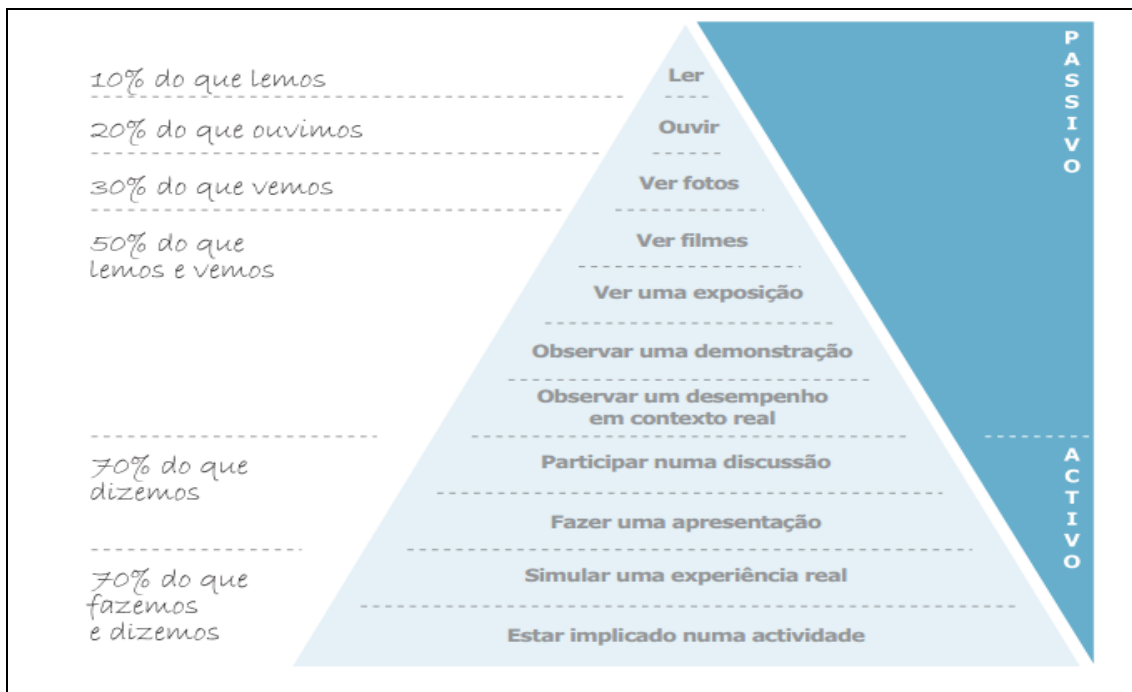 10% do que lemos
Ler
20% do que ouvimos
Ouvir
30% do que vemos
Ver fotos
50% do que
lemos e vemos
Ver filmes
Ver uma exposição
Observar uma demonstração
Observar um desempenho
em contexto real
PASSIVO
70% do que
dizemos
Participar numa discussão
Fazer uma apresentação
70% do que
fazemos
e dizemos
Simular uma experiência real
Estar implicado numa actividade
ACTIVO